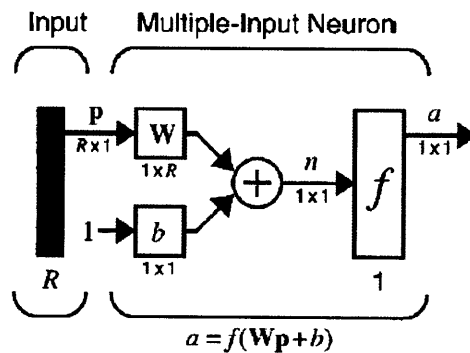 Input Multiple-Input Neuron
p a
R x 1 W n 1 x 1
1 x R + 1 x 1 f
1 b
1 x 1
R 1
a = f(Wp+b)